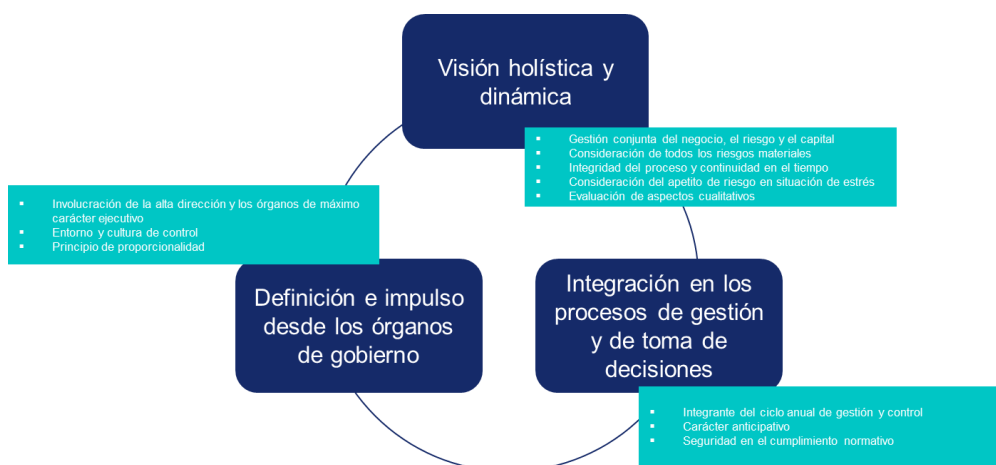 Visión holística y
dinámica
▪ Gestión conjunta del negocio, el riesgo y el capital
▪ Consideración de todos los riesgos materiales
▪ Integridad del proceso y continuidad en el tiempo
▪ Consideración del apetito de riesgo en situación de estrés
▪ Evaluación de aspectos cualitativos
▪ Involucración de la alta dirección y los órganos de máximo
carácter ejecutivo
▪ Entorno y cultura de control
▪ Principio de proporcionalidad
Definición e impulso
desde los órganos
de gobierno
Integración en los
procesos de gestión
y de toma de
decisiones
▪ Integrante del ciclo anual de gestión y control
▪ Carácter anticipativo
▪ Seguridad en el cumplimiento normativo